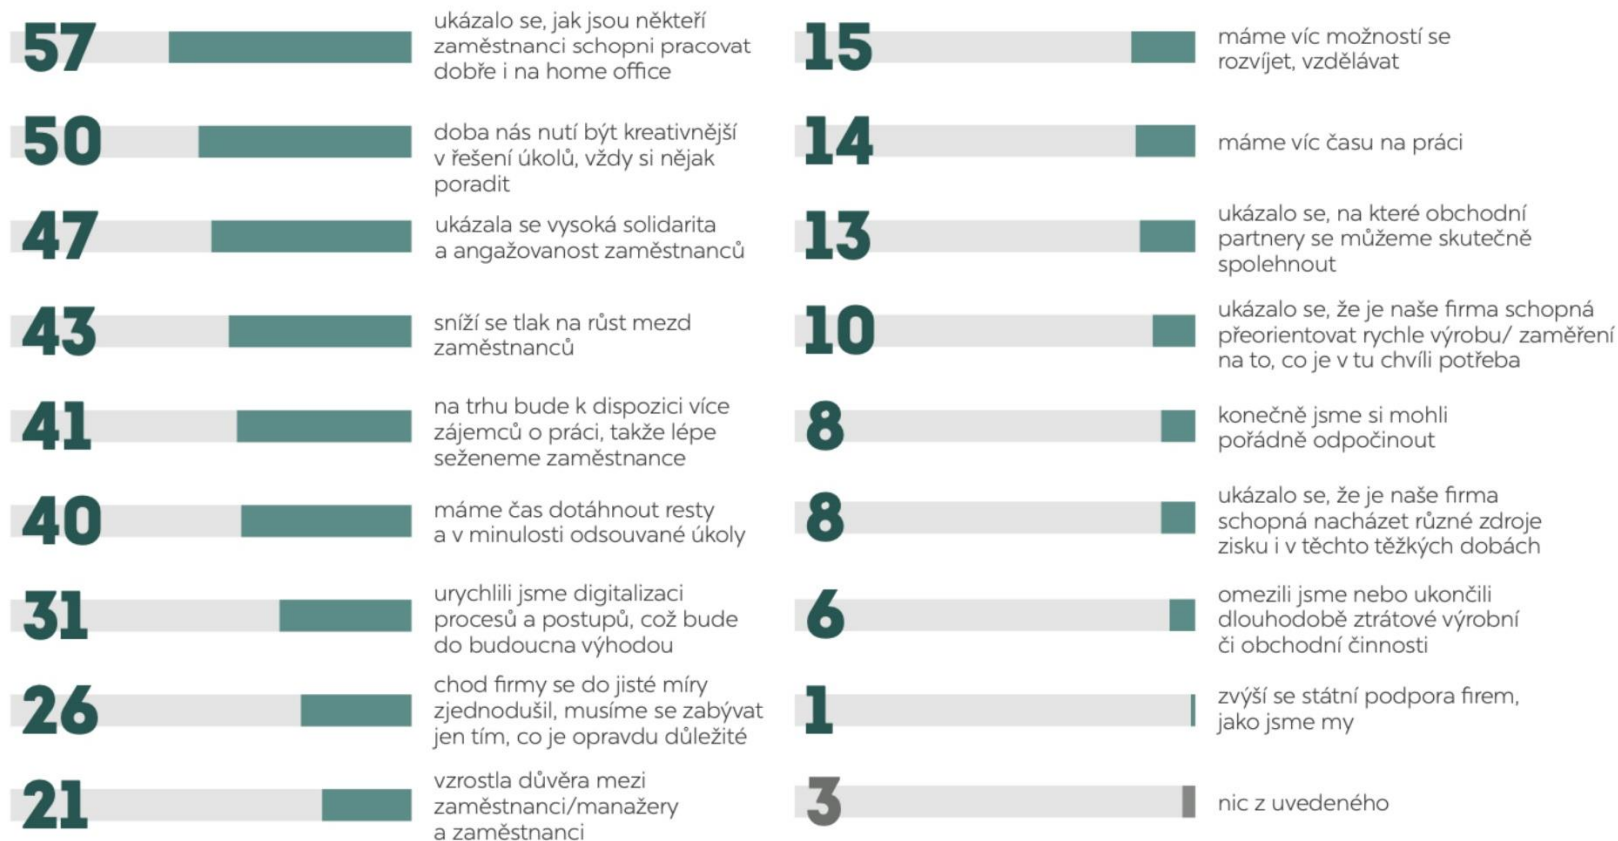 57
ukázalo se, jak jsou někteří
zaměstnanci schopni pracovat
dobře i na home office
50
doba nás nutí být kreativnější
v řešení úkolů, vždy si nějak
poradit
47
ukázala se vysoká solidarita
a angažovanost zaměstnanců
43
sníží se tlak na růst mezd
zaměstnanců
41
na trhu bude k dispozici více
zájemců o práci, takže lépe
seženeme zaměstnance
40
máme čas dotáhnout resty
a v minulosti odsouvané úkoly
31
urychlili jsme digitalizaci
procesů a postupů, což bude
do budoucna výhodou
26
chod firmy se do jisté míry
zjednodušil, musíme se zabývat
jen tím, co je opravdu důležité
21
vzrostla důvěra mezi
zaměstnanci/manažery
a zaměstnanci
15
máme víc možností se
rozvíjet, vzdělávat
14
máme víc času na práci
13
ukázalo se, na které obchodní
partnery se můžeme skutečně
spolehnout
10
ukázalo se, že je naše firma schopná
přeorientovat rychle výrobu/ zaměření
na to, co je v tu chvíli potřeba
8
konečně jsme si mohli
pořádně odpočinout
8
ukázalo se, že je naše firma
schopná nacházet různé zdroje
zisku i v těchto těžkých dobách
6
omezili jsme nebo ukončili
dlouhodobě ztrátové výrobní
či obchodní činnosti
1
zvýší se státní podpora firem,
jako jsme my
3
nic z uvedeného